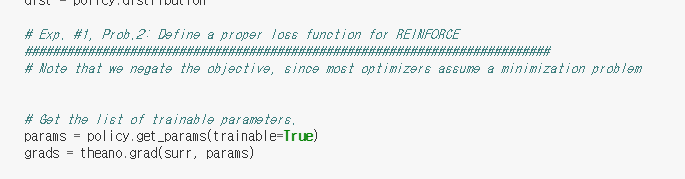 dist = policy.distribution
# Exp. #1, Prob.2: Define a proper loss function for REINFORCE
###############################################################################
# Note that we negate the objective, since most optimizers assume a minimization problem
# Get the list of trainable parameters.
params = policy.get_params(trainable=True)
grads = theano.grad(surr, params)